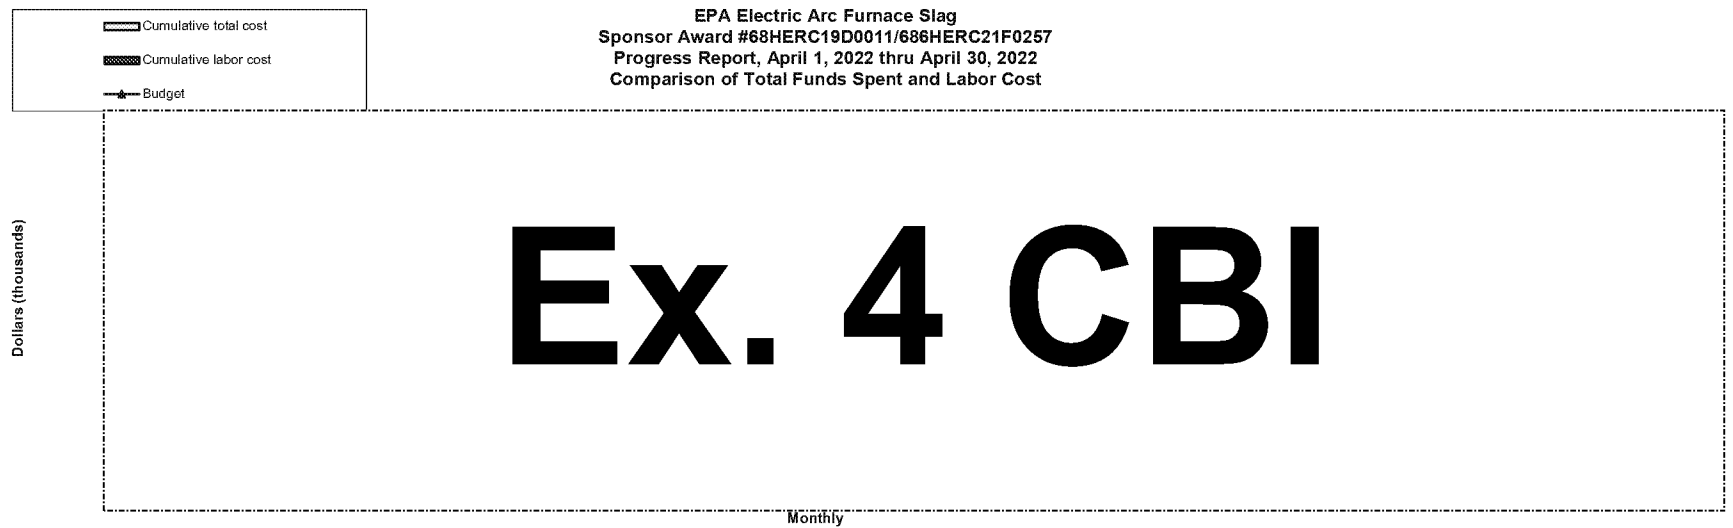 Cumulative total cost
Cumulative labor cost
Budget
EPA Electric Arc Furnace Slag
Sponsor Award #68HERC19D0011/686HERC21F0257
Progress Report, April 1, 2022 thru April 30, 2022
Comparison of Total Funds Spent and Labor Cost
Dollars (thousands)
Ex. 4 CBI
Monthly